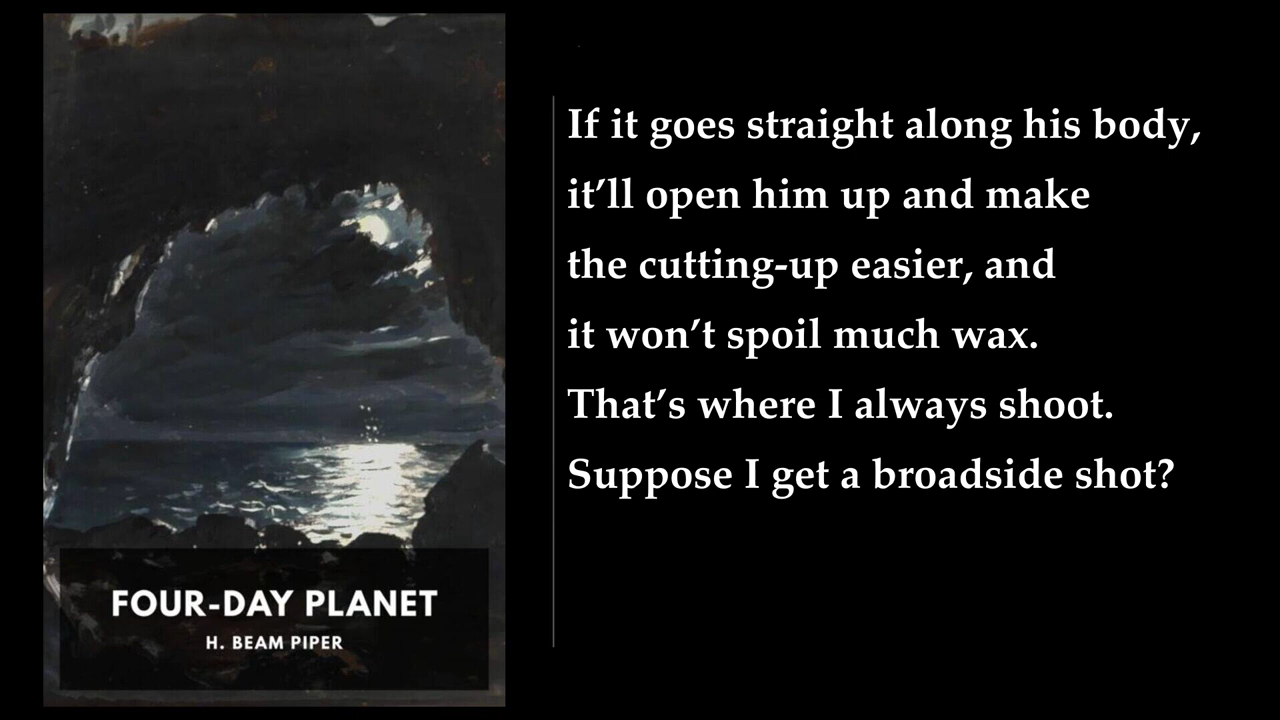 If it goes straight along his body,
it’ll open him up and make
the cutting-up easier, and
it won’t spoil much wax.
That’s where I always shoot.
Suppose I get a broadside shot?
FOUR-DAY PLANET
H. BEAM PIPER